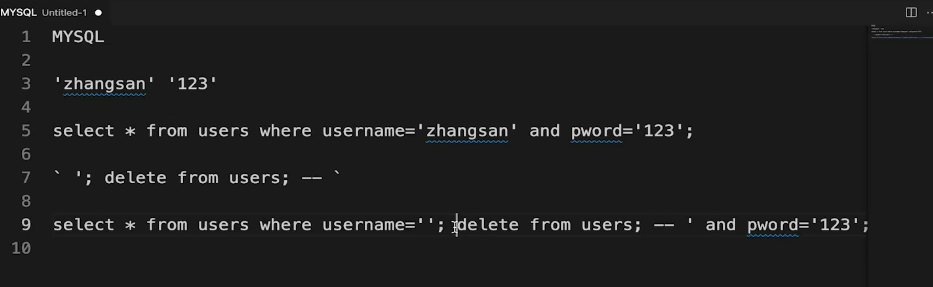 MYSQL Untitled-1 ●
1 MYSQL
2
3 'zhangsan' '123'
4
5 select * from users where username='zhangsan' and pword='123';
6
7 ` '; delete from users; -- `
8
9 select * from users where username=''; delete from users; -- ' and pword='123';
10